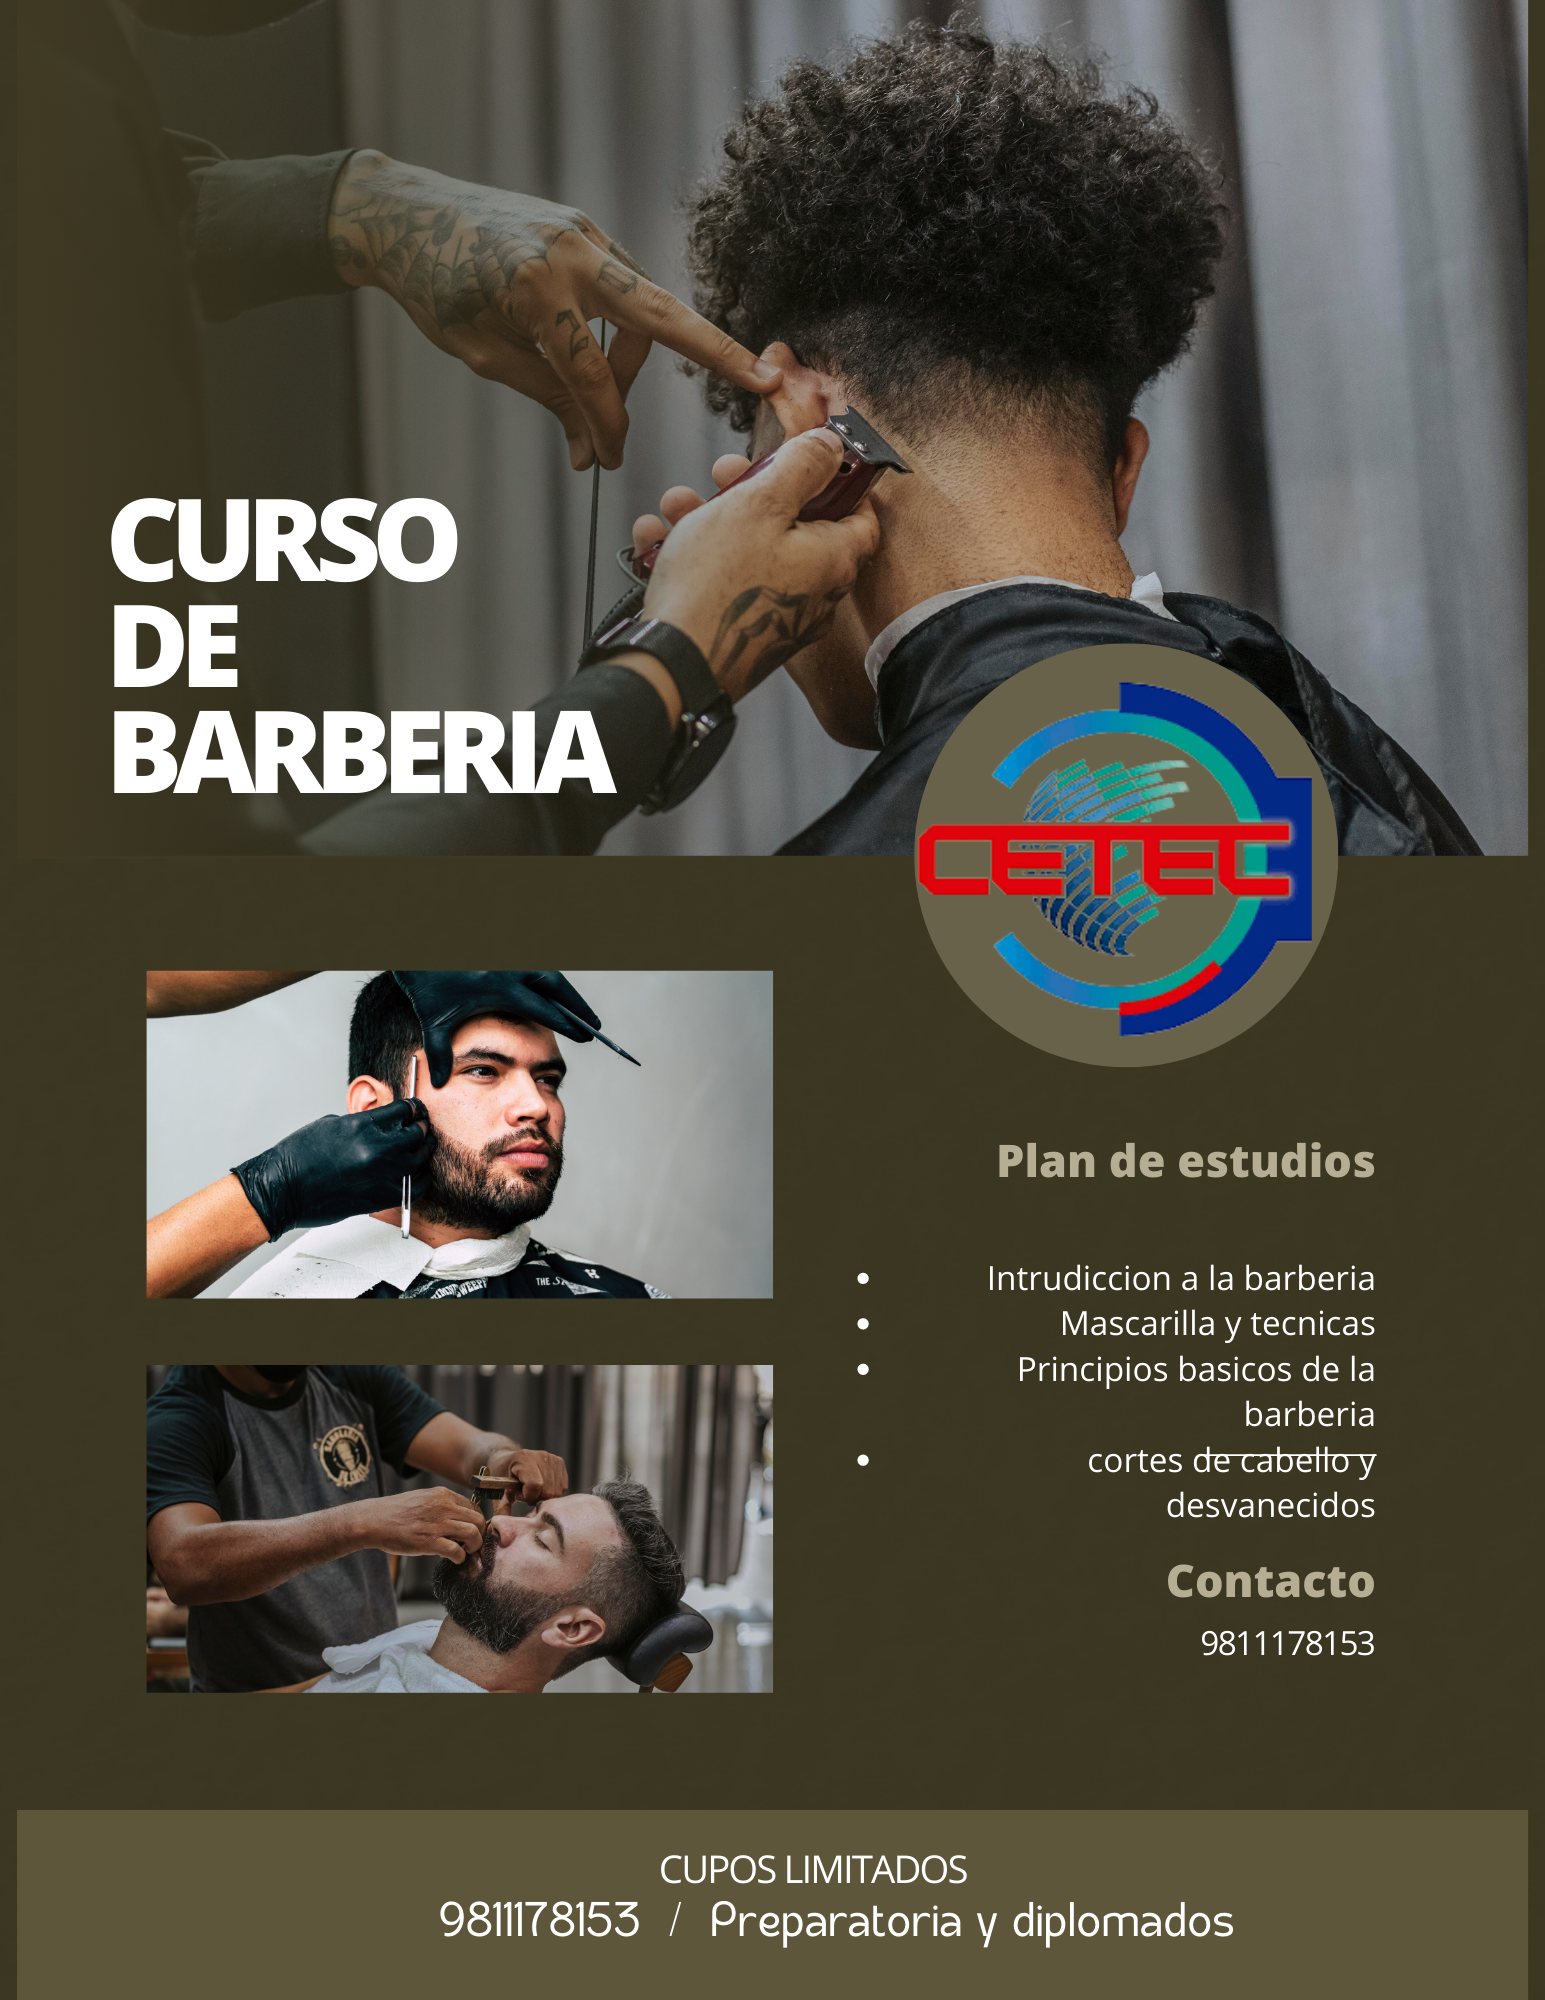 CURSO
DE
BARBERIA
CETEC
Plan de estudios
• Intrudiccion a la barberia
• Mascarilla y tecnicas
• Principios basicos de la
barberia
• cortes de cabello y
desvanecidos
Contacto
9811178153
CUPOS LIMITADOS
9811178153 / Preparatoria y diplomados